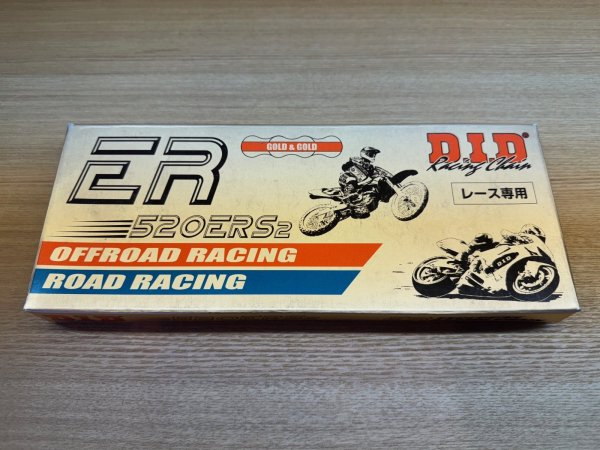 ER
GOLD & GOLD
D.I.D
Racing Chain
レース専用
520ERS2
OFFROAD RACING
ROAD RACING
D.I.D